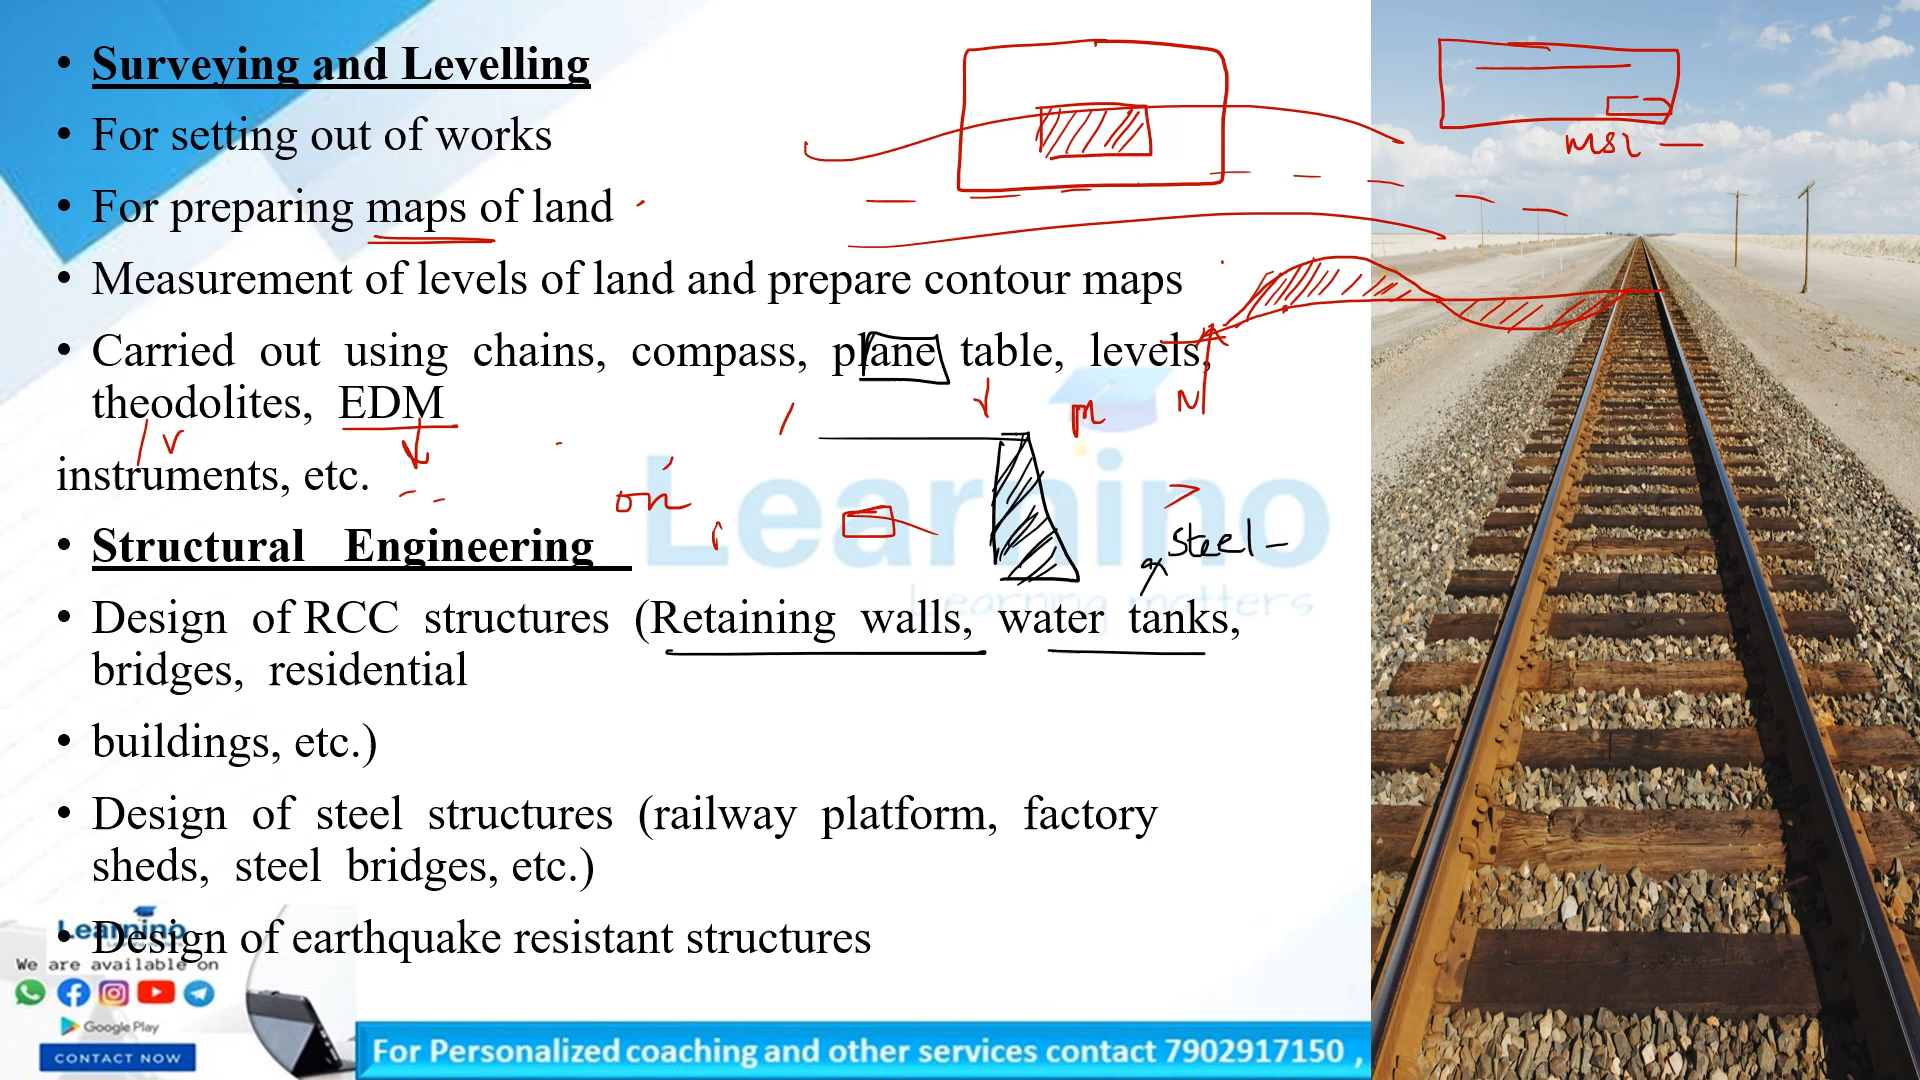 • Surveying and Levelling
• For setting out of works
• For preparing maps of land
• Measurement of levels of land and prepare contour maps
• Carried out using chains, compass, plane table, levels,
theodolites, EDM
instruments, etc.
• Structural Engineering
• Design of RCC structures (Retaining walls, water tanks,
bridges, residential
• buildings, etc.)
• Design of steel structures (railway platform, factory
sheds, steel bridges, etc.)
• Design of earthquake resistant structures
MSL
N
on
steel
Learnino
Learning matters
Learnino
We are available on
Google Play
CONTACT NOW
For Personalized coaching and other services contact 7902917150 ,